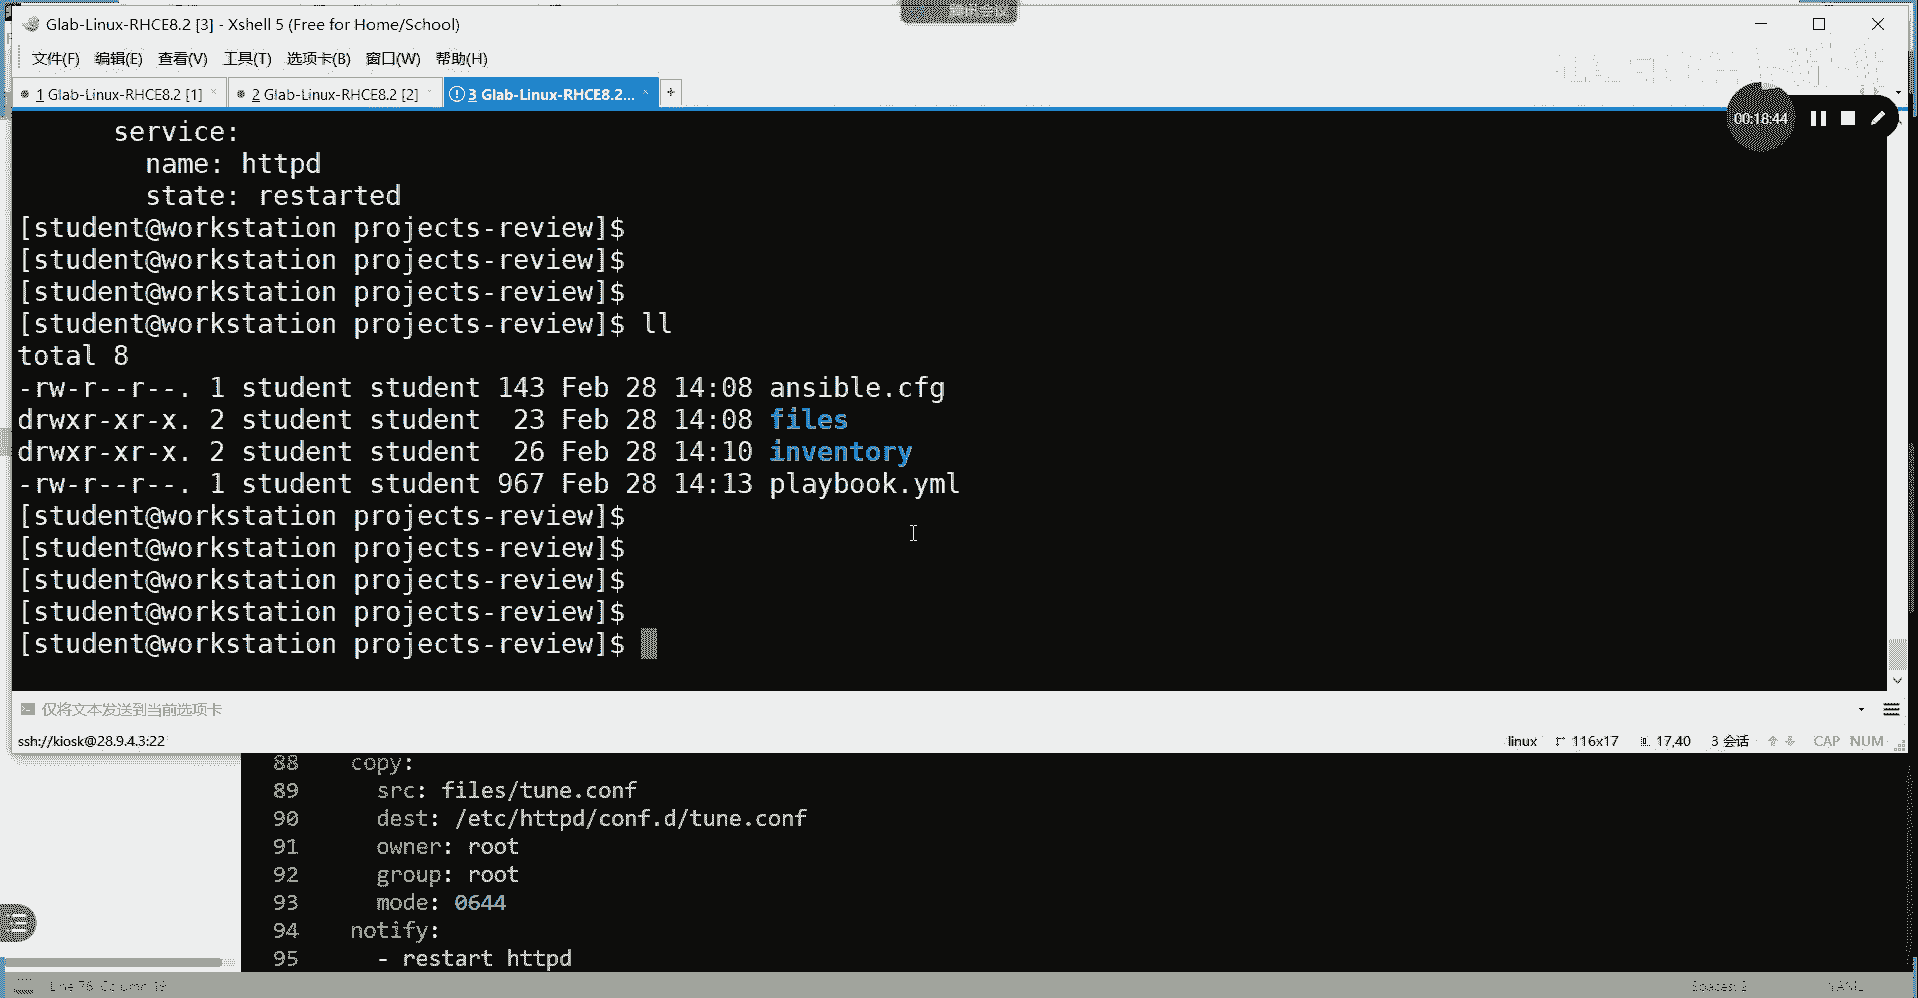 Glab-Linux-RHCE8.2 [3] - Xshell 5 (Free for Home/School)
文件(F) 编辑(E) 查看(V) 工具(T) 选项卡(B) 窗口(W) 帮助(H)
1 Glab-Linux-RHCE8.2 [1] × 2 Glab-Linux-RHCE8.2 [2] 3 Glab-Linux-RHCE8.2... × +
00:18:44
service:
name: httpd
state: restarted
[student@workstation projects-review]$
[student@workstation projects-review]$
[student@workstation projects-review]$
[student@workstation projects-review]$ ll
total 8
-rw-r--r--. 1 student student 143 Feb 28 14:08 ansible.cfg
drwxr-xr-x. 2 student student 23 Feb 28 14:08 files
drwxr-xr-x. 2 student student 26 Feb 28 14:10 inventory
-rw-r--r--. 1 student student 967 Feb 28 14:13 playbook.yml
[student@workstation projects-review]$
[student@workstation projects-review]$
[student@workstation projects-review]$
[student@workstation projects-review]$
[student@workstation projects-review]$
仅将文本发送到当前选项卡
ssh://kiosk@28.9.4.3:22 linux 116x17 17,40 3 会话 CAP NUM
88 copy:
89 src: files/tune.conf
90 dest: /etc/httpd/conf.d/tune.conf
91 owner: root
92 group: root
93 mode: 0644
94 notify:
95 - restart httpd